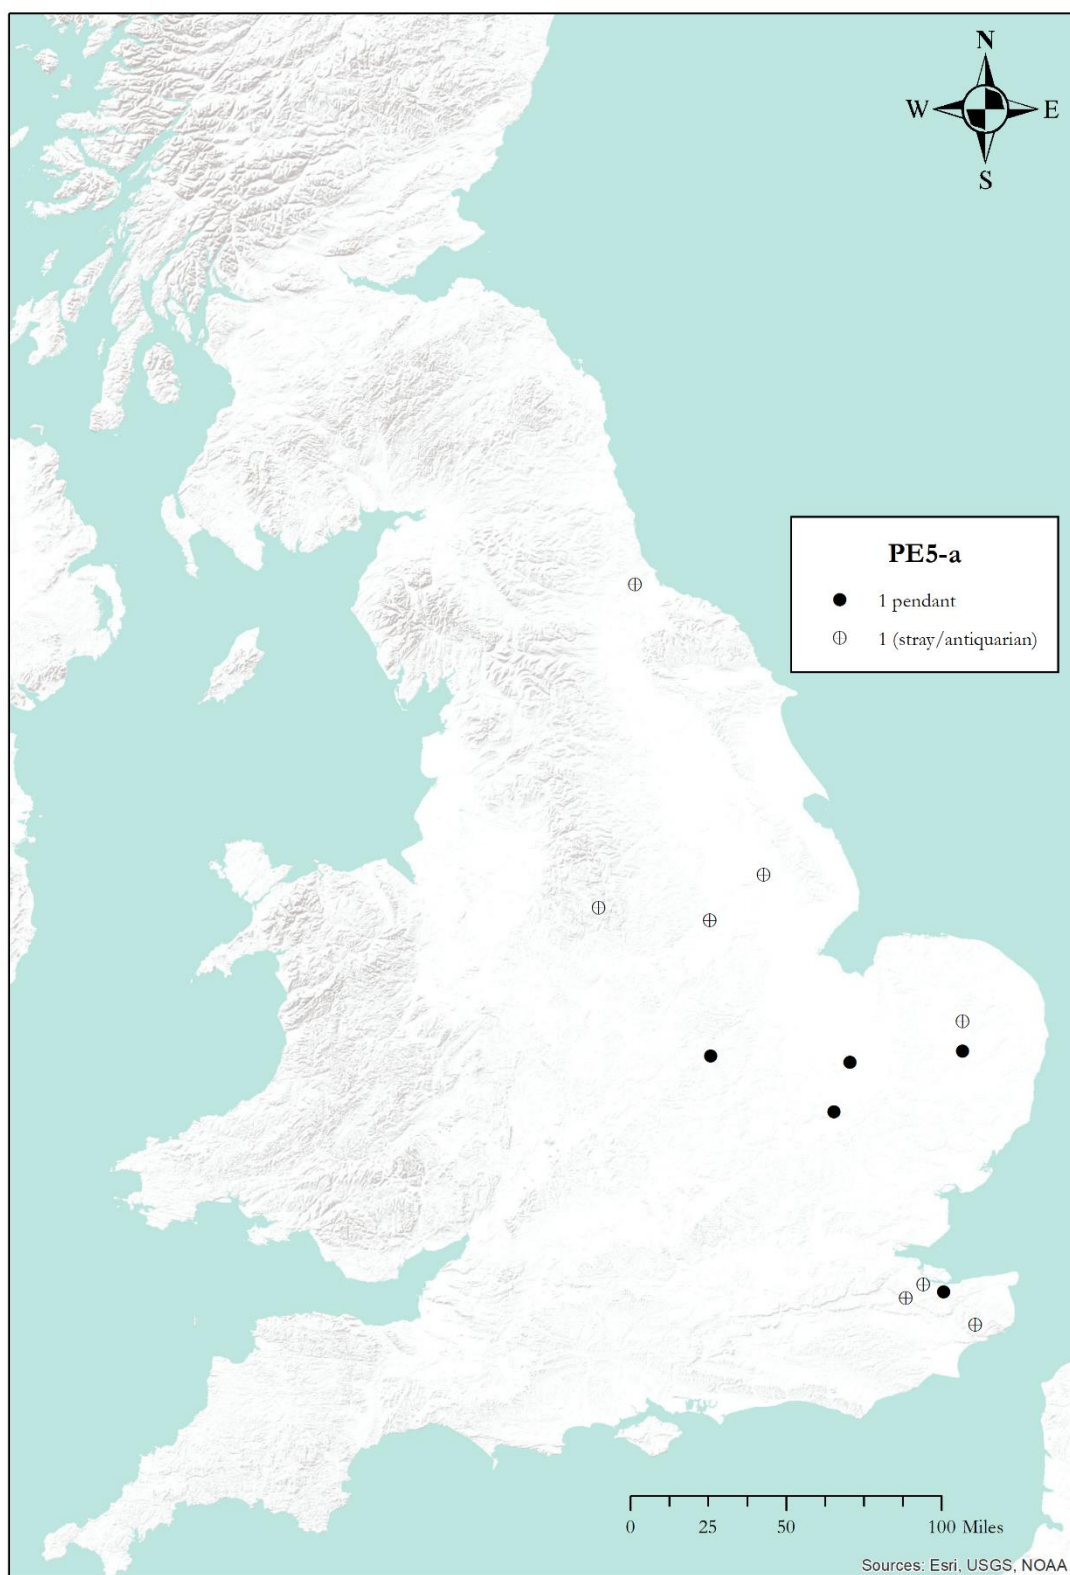 N
W E
S
PE5-a
1 pendant
1 (stray/antiquarian)
0 25 50 100 Miles
Sources: Esri, USGS, NOAA